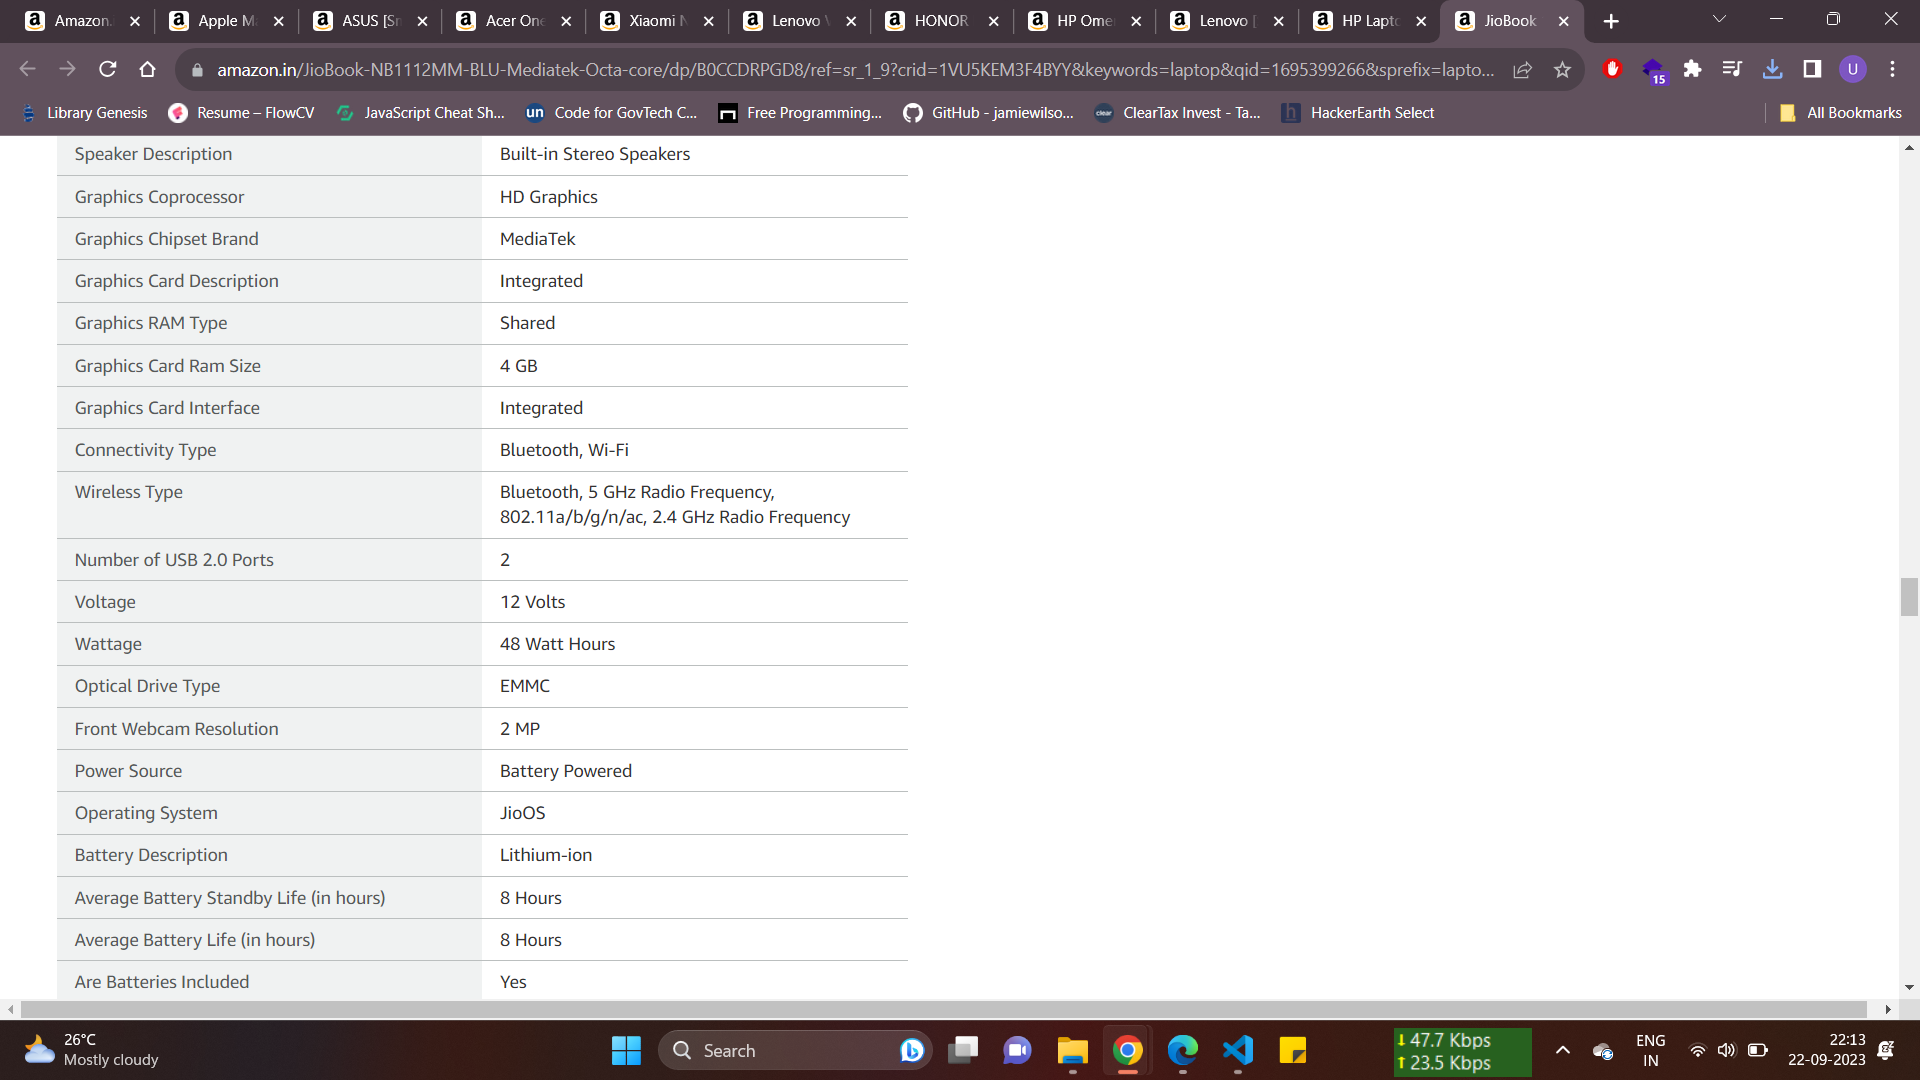 Amazon.
Apple M
ASUS [Sm
Acer One
Xiaomi N
Lenovo V
HONOR
HP Ome
Lenovo [
HP Lapto
JioBook
amazon.in/JioBook-NB1112MM-BLU-Mediatek-Octa-core/dp/B0CCDRPGD8/ref=sr_1_9?crid=1VU5KEM3F4BYY&keywords=laptop&qid=1695399266&sprefix=lapto...
15
U
Library Genesis
Resume – FlowCV
JavaScript Cheat Sh...
un
Code for GovTech C...
Free Programming...
GitHub - jamiewilso...
clear
ClearTax Invest - Ta...
h
HackerEarth Select
All Bookmarks
Speaker Description Built-in Stereo Speakers
Graphics Coprocessor HD Graphics
Graphics Chipset Brand MediaTek
Graphics Card Description Integrated
Graphics RAM Type Shared
Graphics Card Ram Size 4 GB
Graphics Card Interface Integrated
Connectivity Type Bluetooth, Wi-Fi
Wireless Type Bluetooth, 5 GHz Radio Frequency,
802.11a/b/g/n/ac, 2.4 GHz Radio Frequency
Number of USB 2.0 Ports 2
Voltage 12 Volts
Wattage 48 Watt Hours
Optical Drive Type EMMC
Front Webcam Resolution 2 MP
Power Source Battery Powered
Operating System JioOS
Battery Description Lithium-ion
Average Battery Standby Life (in hours) 8 Hours
Average Battery Life (in hours) 8 Hours
Are Batteries Included Yes
26°C
Mostly cloudy
Search
47.7 Kbps
23.5 Kbps
ENG
IN
22:13
22-09-2023